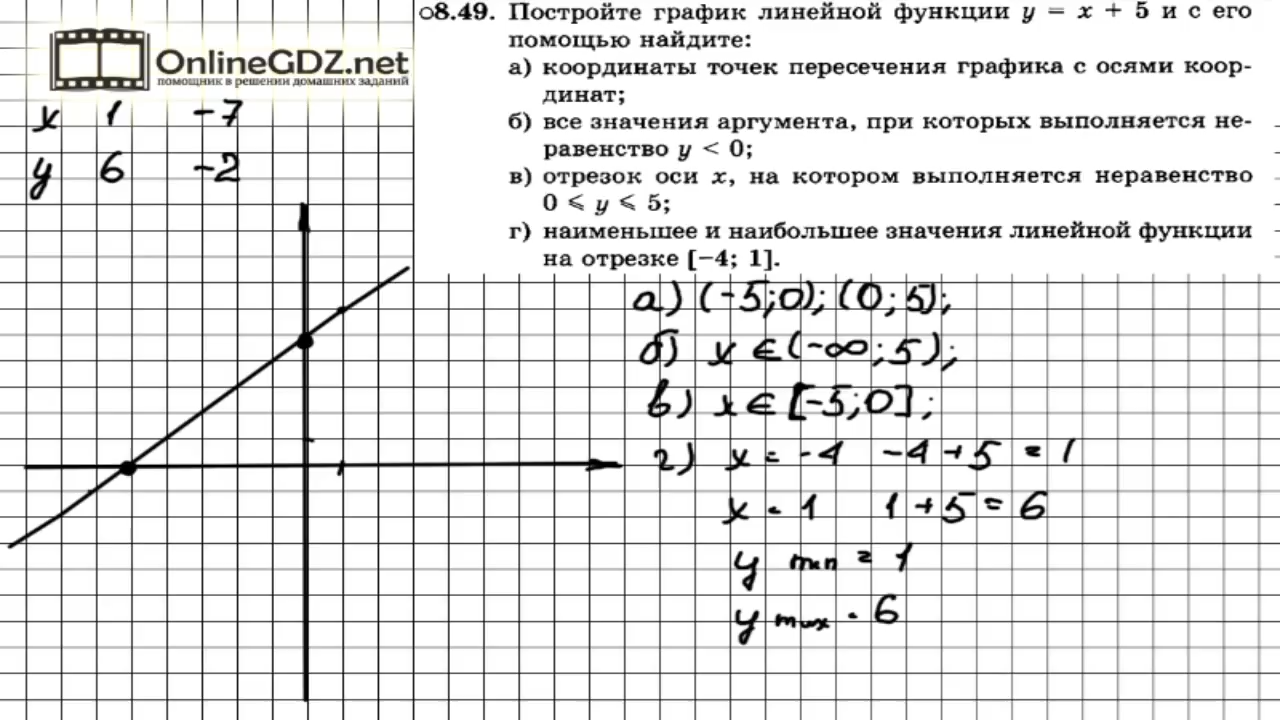 OnlineGDZ.net
помощник в решении домашних заданий
8.49. Постройте график линейной функции y = x + 5 и с его
помощью найдите:
а) координаты точек пересечения графика с осями коор-
динат;
б) все значения аргумента, при которых выполняется не-
равенство y < 0;
в) отрезок оси x, на котором выполняется неравенство
0 ⩽ y ⩽ 5;
г) наименьшее и наибольшее значения линейной функции
на отрезке [−4; 1].
x 1 -7
y 6 -2
а) (-5;0); (0;5);
б) x ∈ (-∞;5);
в) x ∈ [-5;0];
г) x = -4 -4+5 = 1
x = 1 1+5 = 6
y min = 1
y max = 6